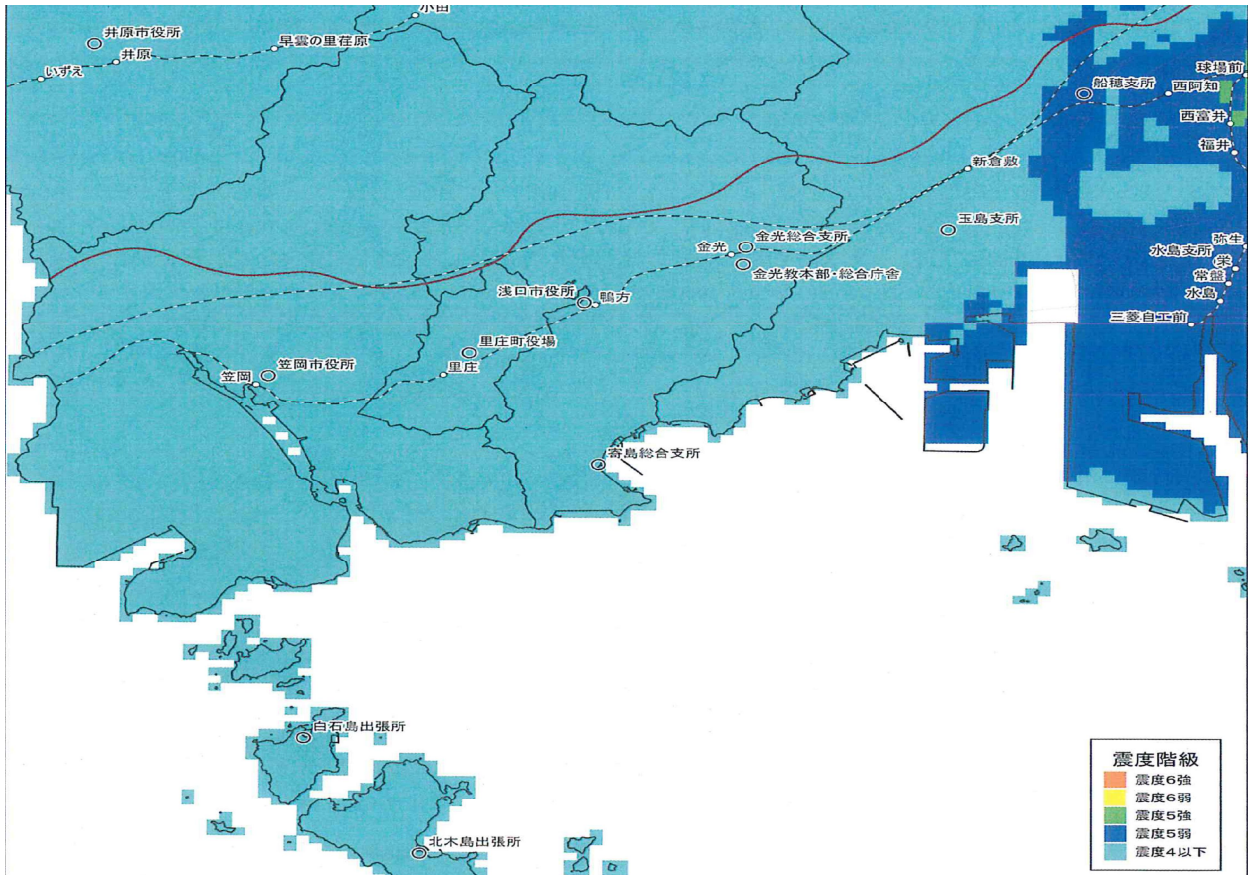 小田
井原市役所
早雲の里荏原
井原
いずえ
球場前
船穂支所
西阿知
西富井
福井
新倉敷
玉島支所
金光総合支所
弥生
金光
水島支所
栄
金光教本部・総合庁舎
常盤
浅口市役所
鴨方
水島
三菱自工前
里庄町役場
笠岡市役所
里庄
笠岡
寄島総合支所
白石島出張所
北木島出張所
震度階級
震度6強
震度6弱
震度5強
震度5弱
震度4以下